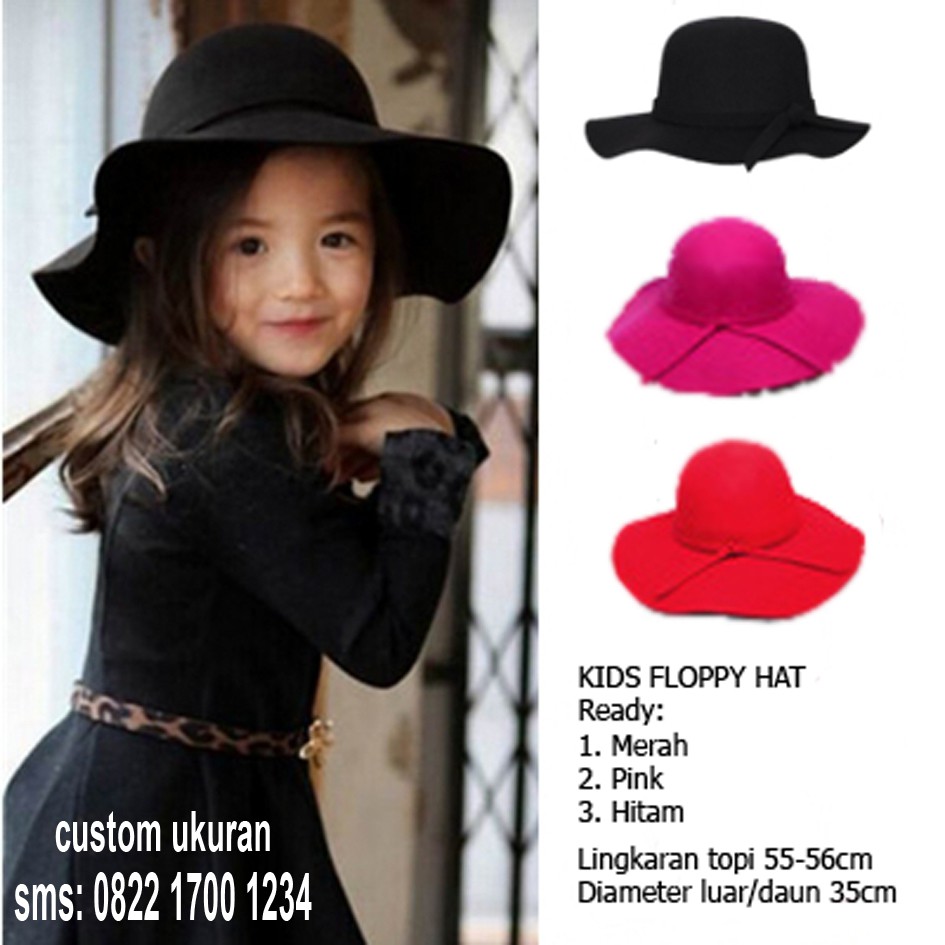 custom ukuran
sms: 0822 1700 1234
KIDS FLOPPY HAT
Ready:
1. Merah
2. Pink
3. Hitam
Lingkaran topi 55-56cm
Diameter luar/daun 35cm